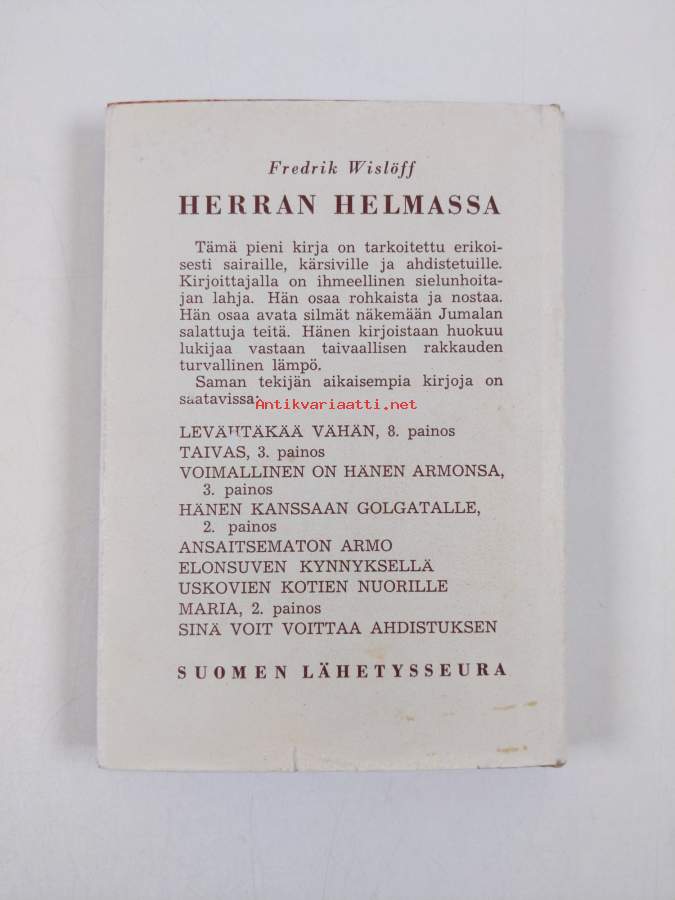 Fredrik Wislöff
HERRAN HELMASSA
Tämä pieni kirja on tarkoitettu erikoi-
sesti sairaille, kärsiville ja ahdistetuille.
Kirjoittajalla on ihmeellinen sielunhoita-
jan lahja. Hän osaa rohkaista ja nostaa.
Hän osaa avata silmät näkemään Jumalan
salattuja teitä. Hänen kirjoistaan huokuu
lukijaa vastaan taivaallisen rakkauden
turvallinen lämpö.
Saman tekijän aikaisempia kirjoja on
saatavissa:
Antikvariaatti.net
LEVÄHTÄKÄÄ VÄHÄN, 8. painos
TAIVAS, 3. painos
VOIMALLINEN ON HÄNEN ARMONSA,
3. painos
HÄNEN KANSSAAN GOLGATALLE,
2. painos
ANSAITSEMATON ARMO
ELONSUVEN KYNNYKSELLÄ
USKOVIEN KOTIEN NUORILLE
MARIA, 2. painos
SINÄ VOIT VOITTAA AHDISTUKSEN
SUOMEN LÄHETYSSEURA